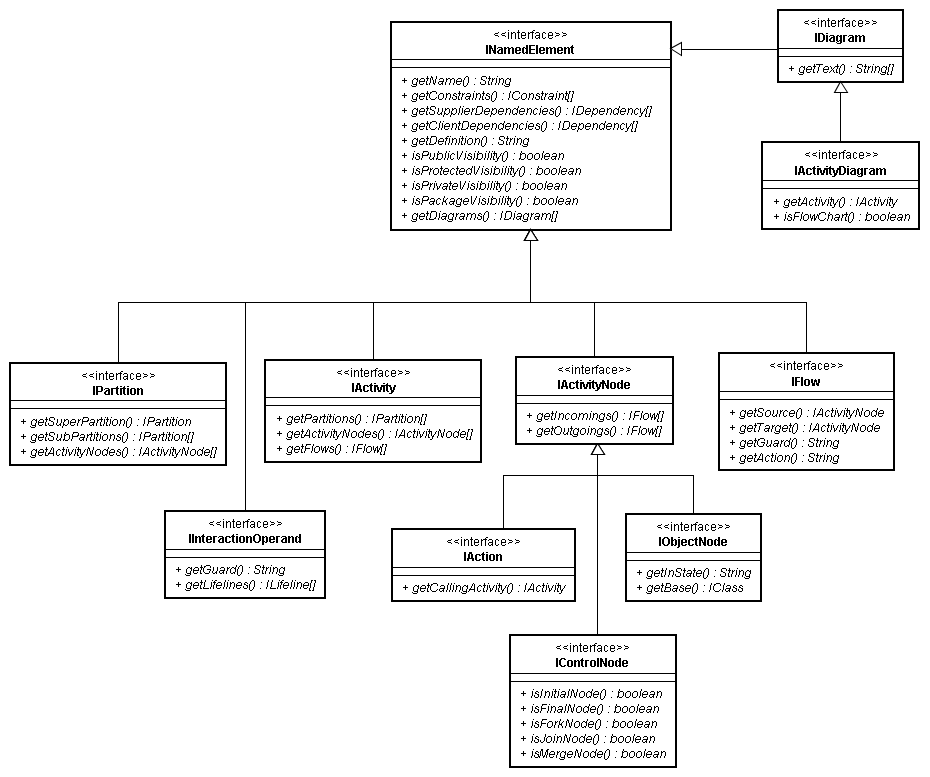 <<interface>>
INamedElement
+ getName() : String
+ getConstraints() : IConstraint[]
+ getSupplierDependencies() : IDependency[]
+ getClientDependencies() : IDependency[]
+ getDefinition() : String
+ isPublicVisibility() : boolean
+ isProtectedVisibility() : boolean
+ isPrivateVisibility() : boolean
+ isPackageVisibility() : boolean
+ getDiagrams() : IDiagram[]
<<interface>>
IDiagram
+ getText() : String[]
<<interface>>
IActivityDiagram
+ getActivity() : IActivity
+ isFlowChart() : boolean
<<interface>>
IPartition
+ getSuperPartition() : IPartition
+ getSubPartitions() : IPartition[]
+ getActivityNodes() : IActivityNode[]
<<interface>>
IActivity
+ getPartitions() : IPartition[]
+ getActivityNodes() : IActivityNode[]
+ getFlows() : IFlow[]
<<interface>>
IActivityNode
+ getIncomings() : IFlow[]
+ getOutgoings() : IFlow[]
<<interface>>
IFlow
+ getSource() : IActivityNode
+ getTarget() : IActivityNode
+ getGuard() : String
+ getAction() : String
<<interface>>
IInteractionOperand
+ getGuard() : String
+ getLifelines() : ILifeline[]
<<interface>>
IAction
+ getCallingActivity() : IActivity
<<interface>>
IObjectNode
+ getInState() : String
+ getBase() : IClass
<<interface>>
IControlNode
+ isInitialNode() : boolean
+ isFinalNode() : boolean
+ isForkNode() : boolean
+ isJoinNode() : boolean
+ isMergeNode() : boolean